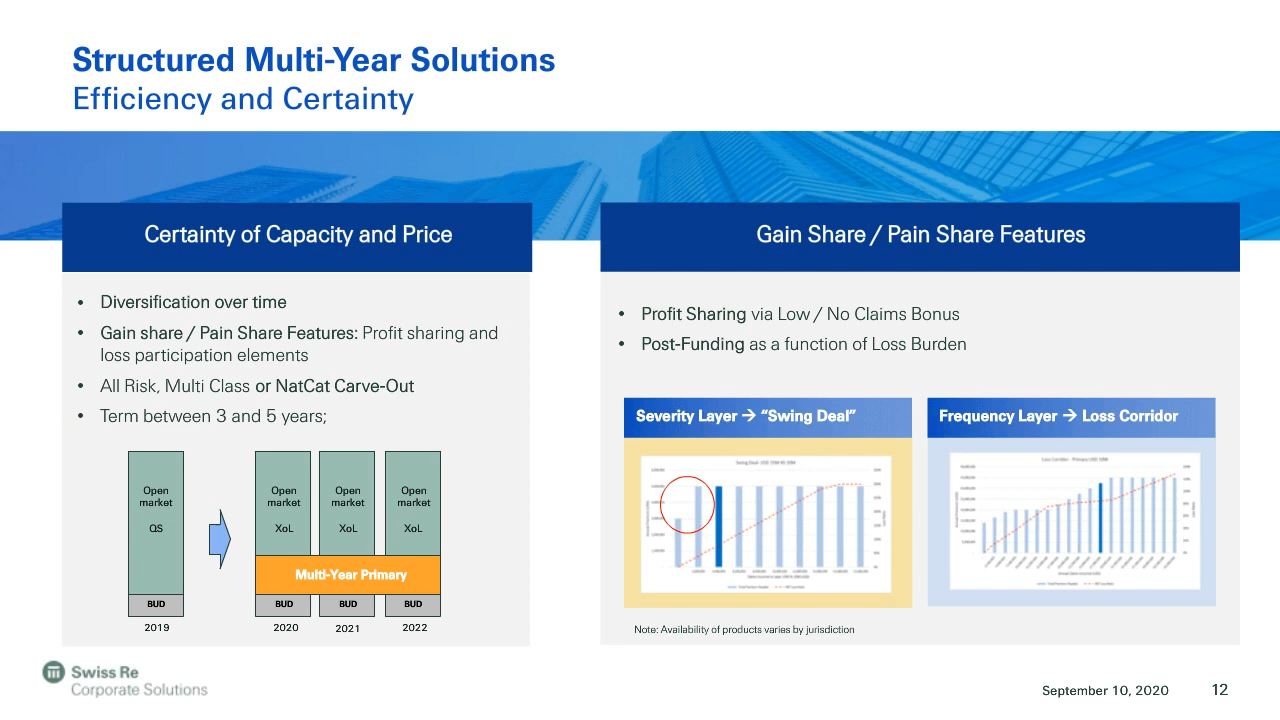 Structured Multi-Year Solutions
Efficiency and Certainty
Certainty of Capacity and Price
• Diversification over time
• Gain share / Pain Share Features: Profit sharing and
loss participation elements
• All Risk, Multi Class or NatCat Carve-Out
• Term between 3 and 5 years;
Open
market
QS
BUD
2019
Open
market
XoL
Open
market
XoL
Open
market
XoL
Multi-Year Primary
BUD
BUD
BUD
2020
2021
2022
Gain Share / Pain Share Features
• Profit Sharing via Low / No Claims Bonus
• Post-Funding as a function of Loss Burden
Severity Layer → “Swing Deal”
Frequency Layer → Loss Corridor
Note: Availability of products varies by jurisdiction
Swiss Re
Corporate Solutions
September 10, 2020
12